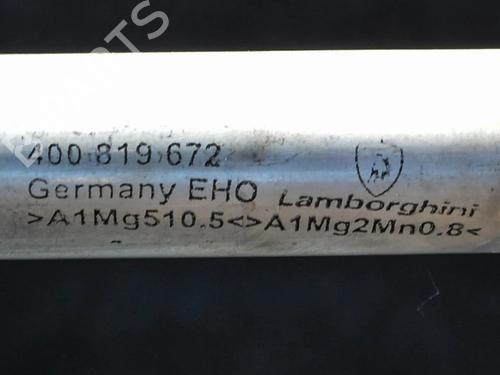 400 819 672
Germany EHO Lamborghini
>A1Mg510.5<>A1Mg2Mn0.8<